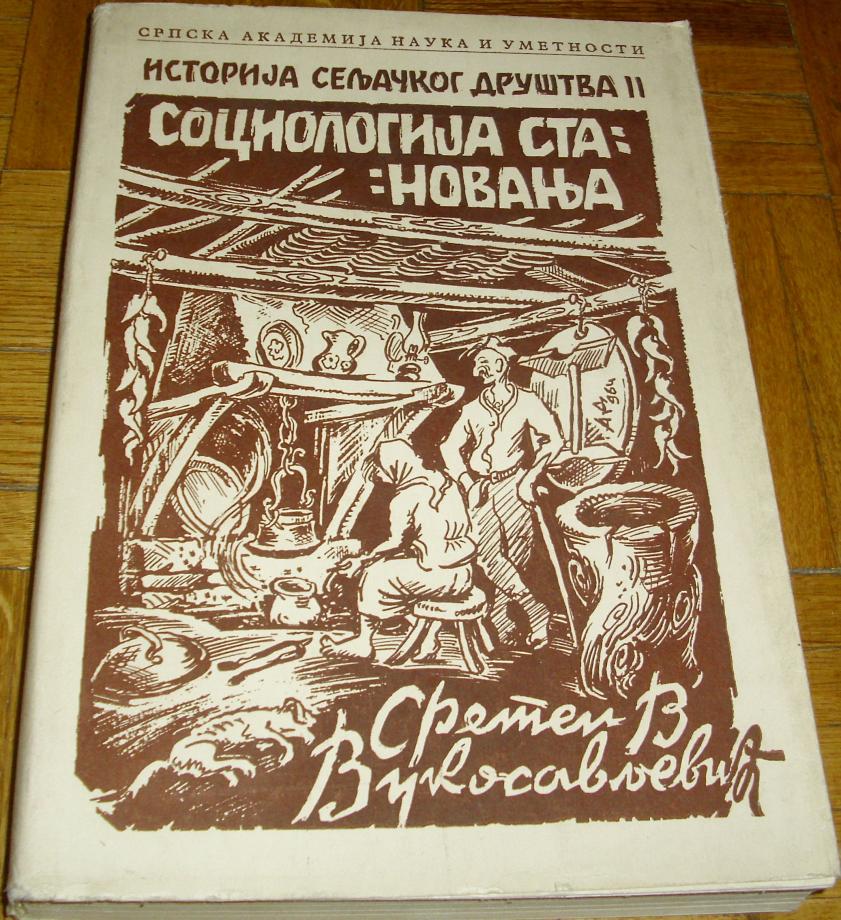 СРПСКА АКАДЕМИЈА НАУКА И УМЕТНОСТИ
ИСТОРИЈА СЕЉАЧКОГ ДРУШТВА II
СОЦИОЛОГИЈА СТА:
:НОВАЊА
Сретен В
Вукосављевић